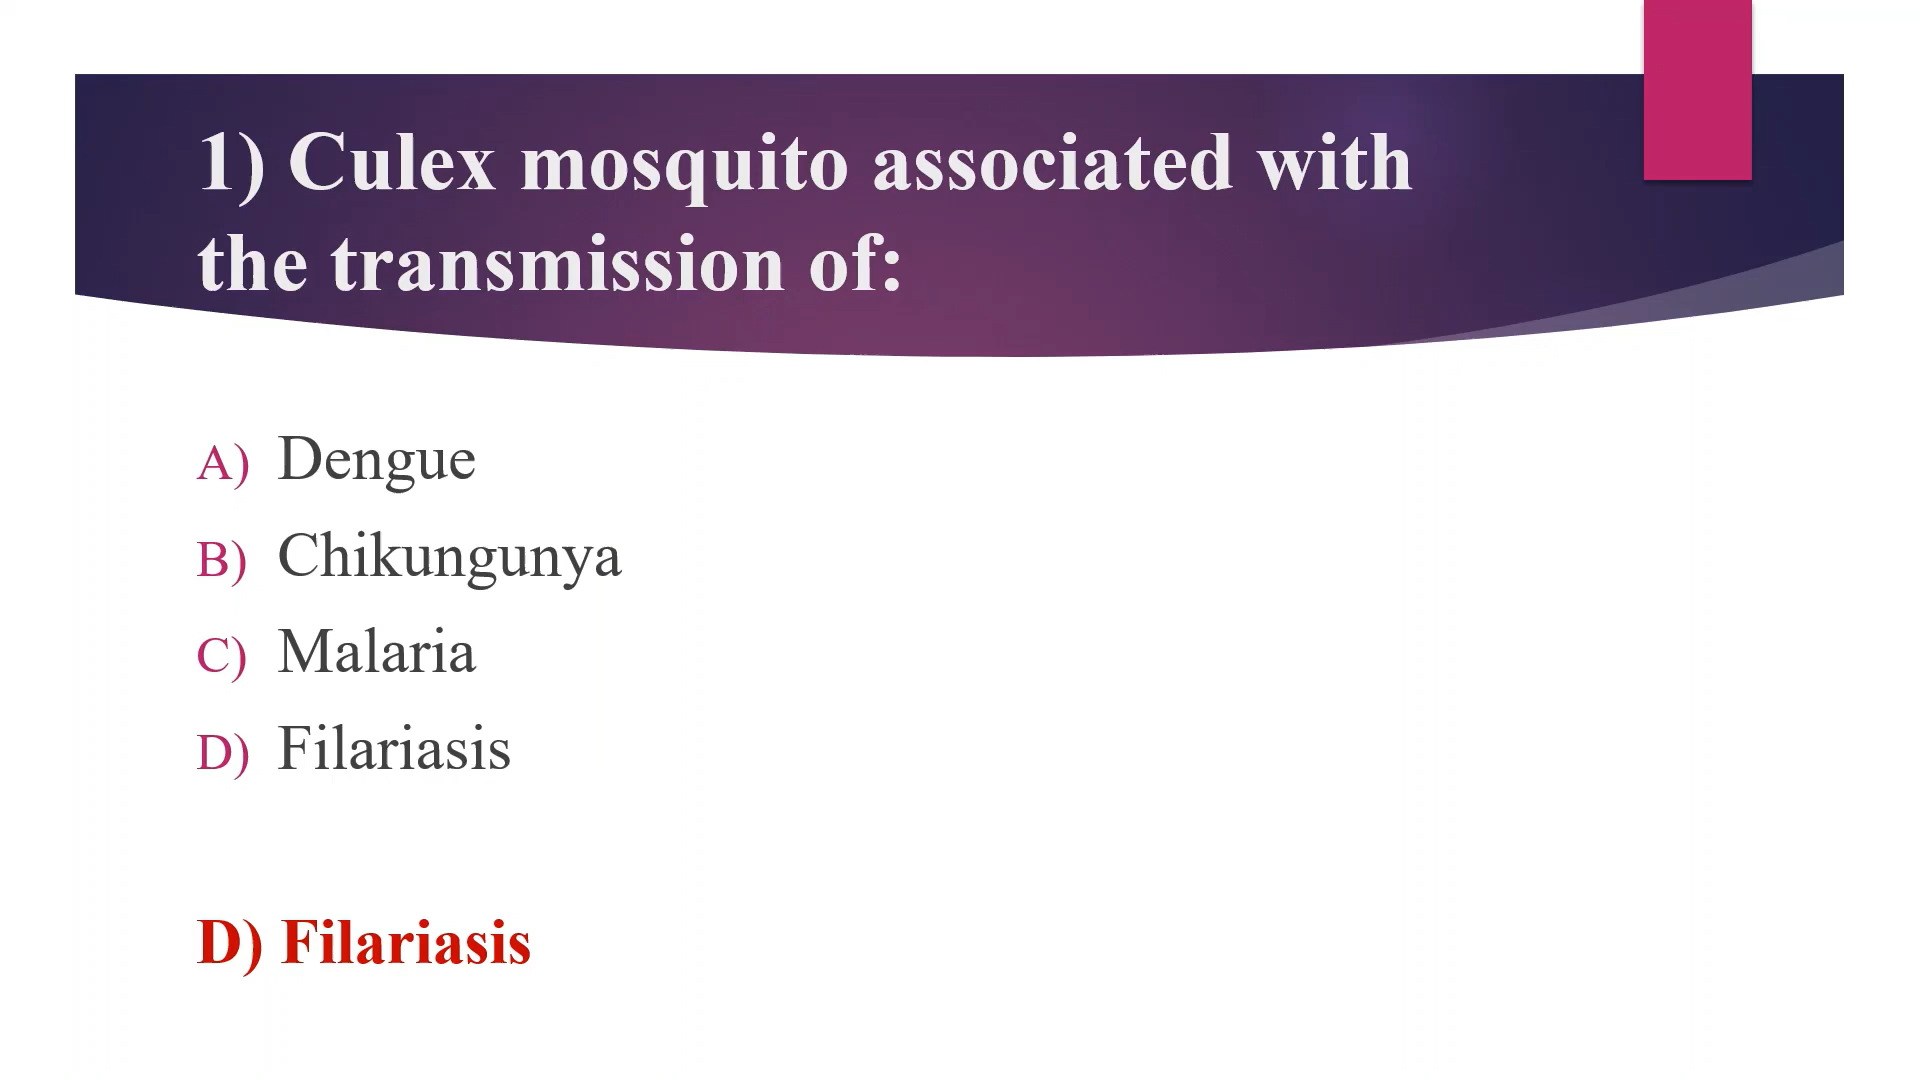 1) Culex mosquito associated with
the transmission of:
A) Dengue
B) Chikungunya
C) Malaria
D) Filariasis
D) Filariasis